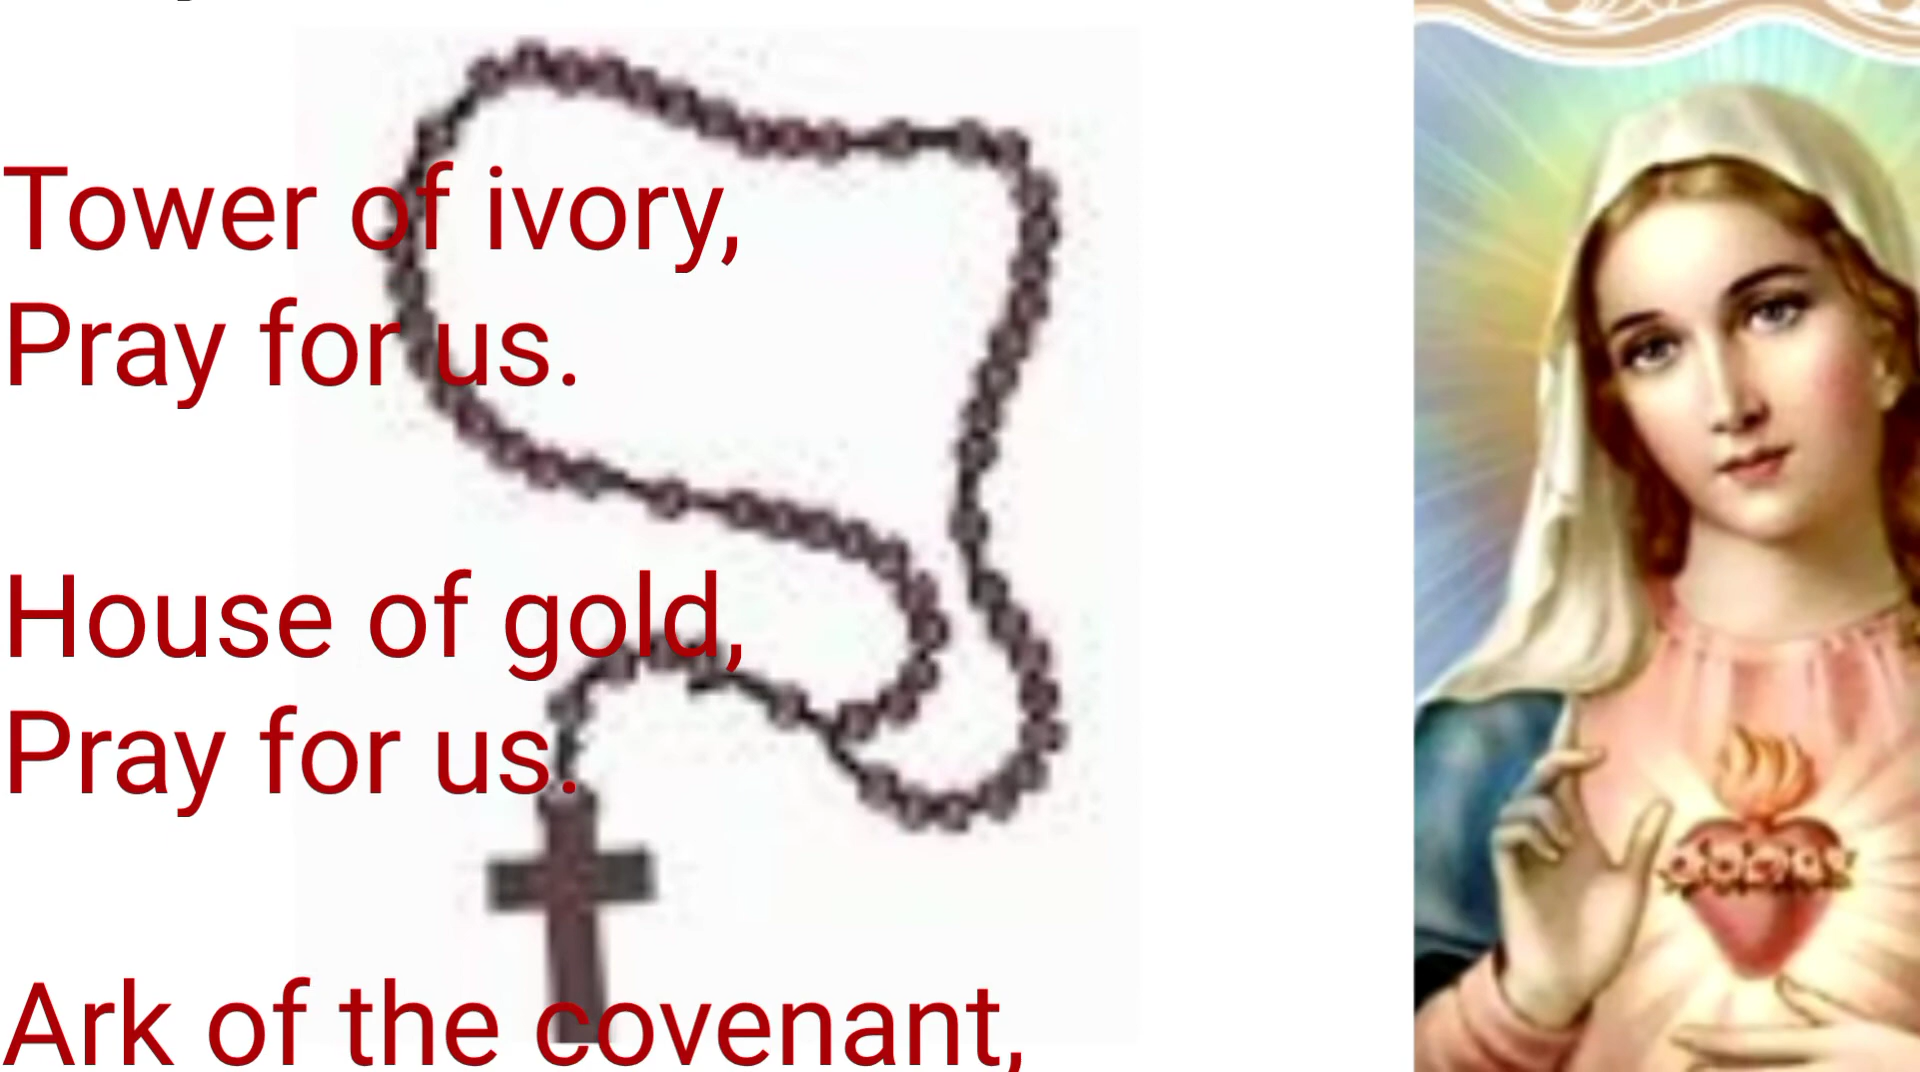 Tower of ivory,
Pray for us.
House of gold,
Pray for us.
Ark of the covenant,